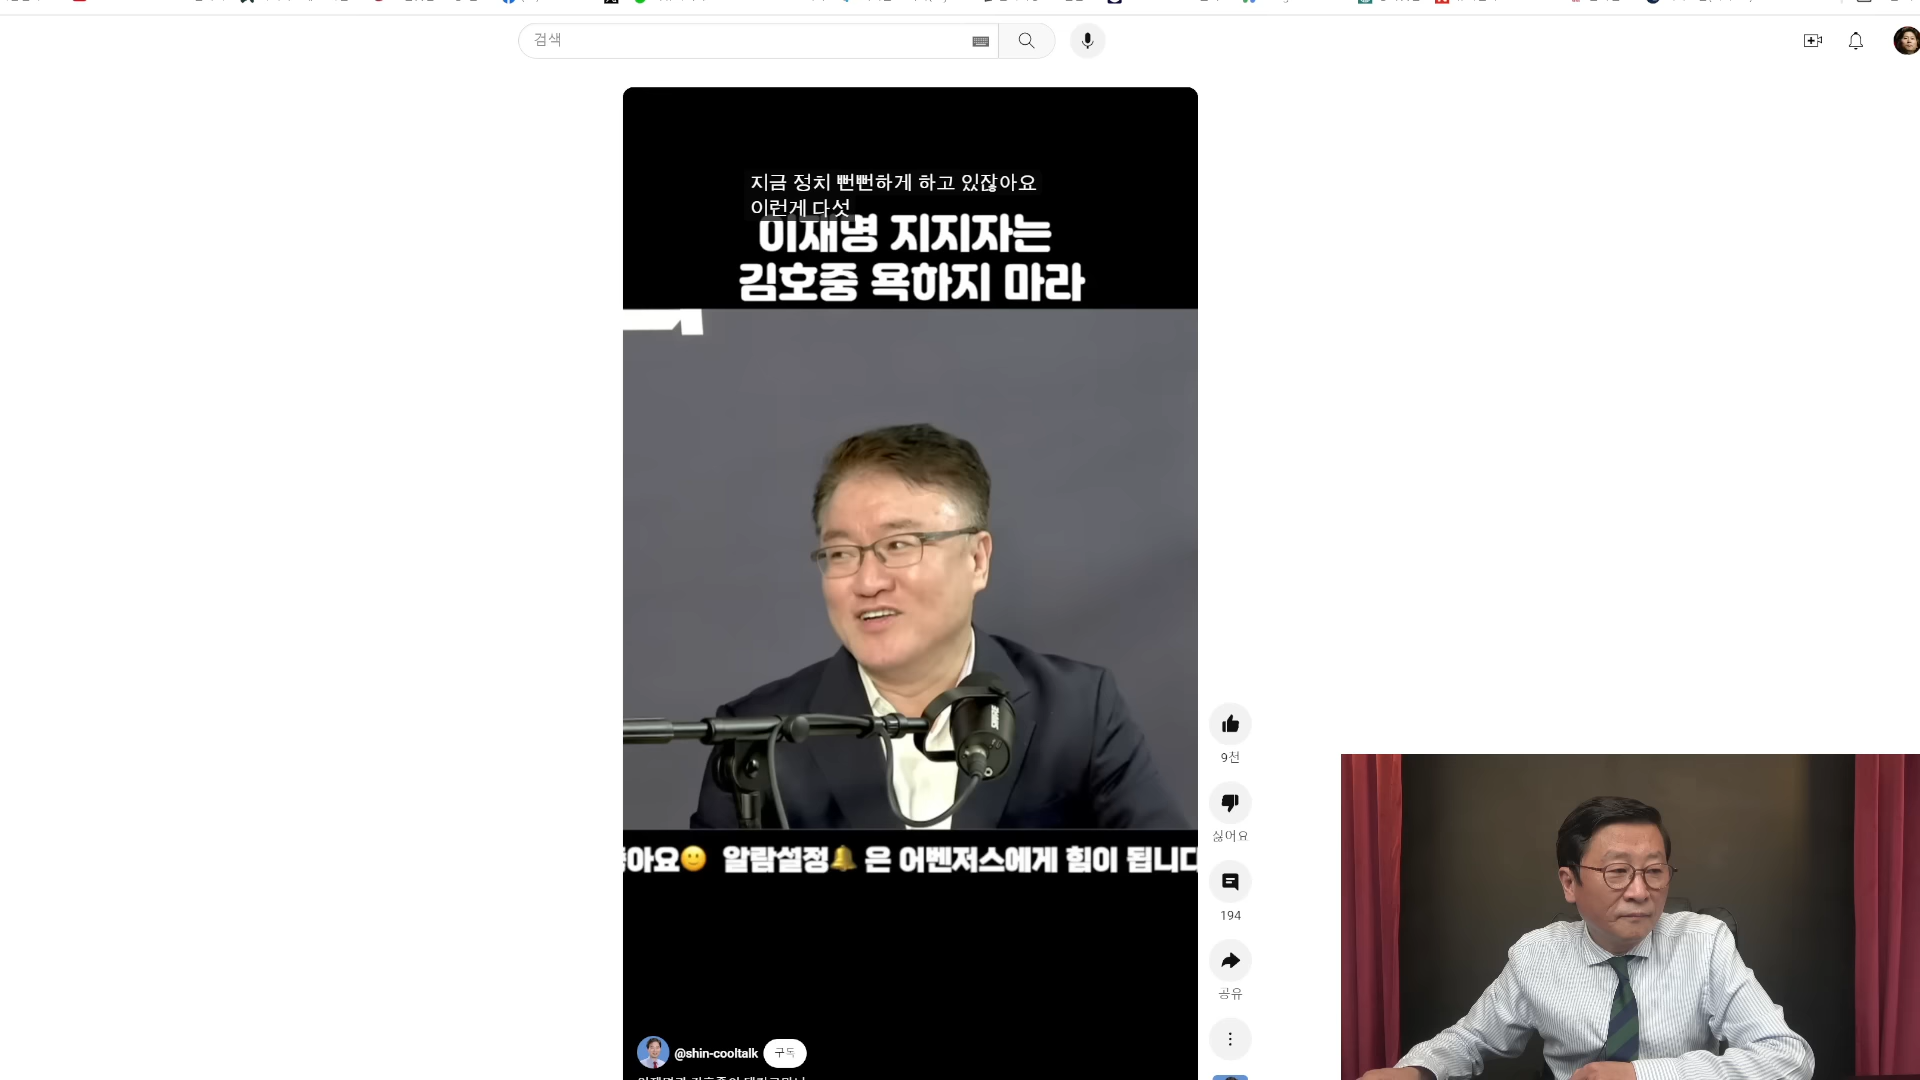 검색
지금 정치 뻔뻔하게 하고 있잖아요
이런게 다섯
이재명 지지자는
김호중 욕하지 마라
아요🙂 알람설정🔔 은 어벤저스에게 힘이 됩니다
9천
싫어요
194
공유
@shin-cooltalk
구독